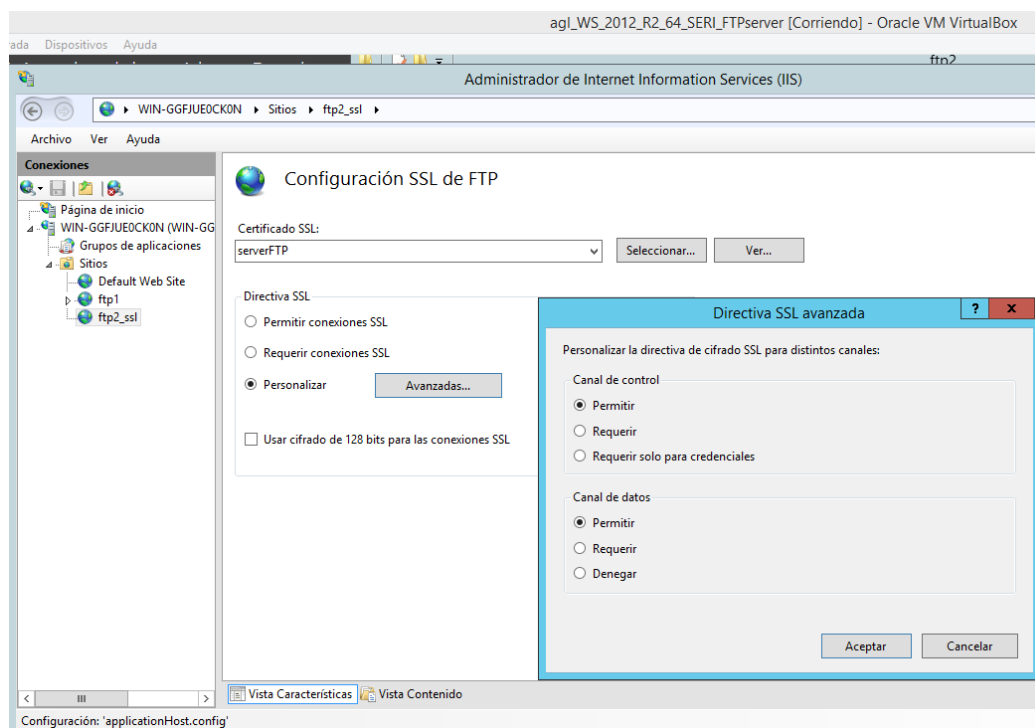 agl_WS_2012_R2_64_SERI_FTPserver [Corriendo] - Oracle VM VirtualBox
rada Dispositivos Ayuda
ftp2
Administrador de Internet Information Services (IIS)
WIN-GGFJUE0CK0N Sitios ftp2_ssl
Archivo Ver Ayuda
Conexiones
Página de inicio
WIN-GGFJUE0CK0N (WIN-GG
Grupos de aplicaciones
Sitios
Default Web Site
ftp1
ftp2_ssl
Configuración SSL de FTP
Certificado SSL:
serverFTP
Seleccionar... Ver...
Directiva SSL
Permitir conexiones SSL
Requerir conexiones SSL
Personalizar Avanzadas...
Usar cifrado de 128 bits para las conexiones SSL
Directiva SSL avanzada ? x
Personalizar la directiva de cifrado SSL para distintos canales:
Canal de control
Permitir
Requerir
Requerir solo para credenciales
Canal de datos
Permitir
Requerir
Denegar
Aceptar Cancelar
Vista Características Vista Contenido
Configuración: 'applicationHost.config'